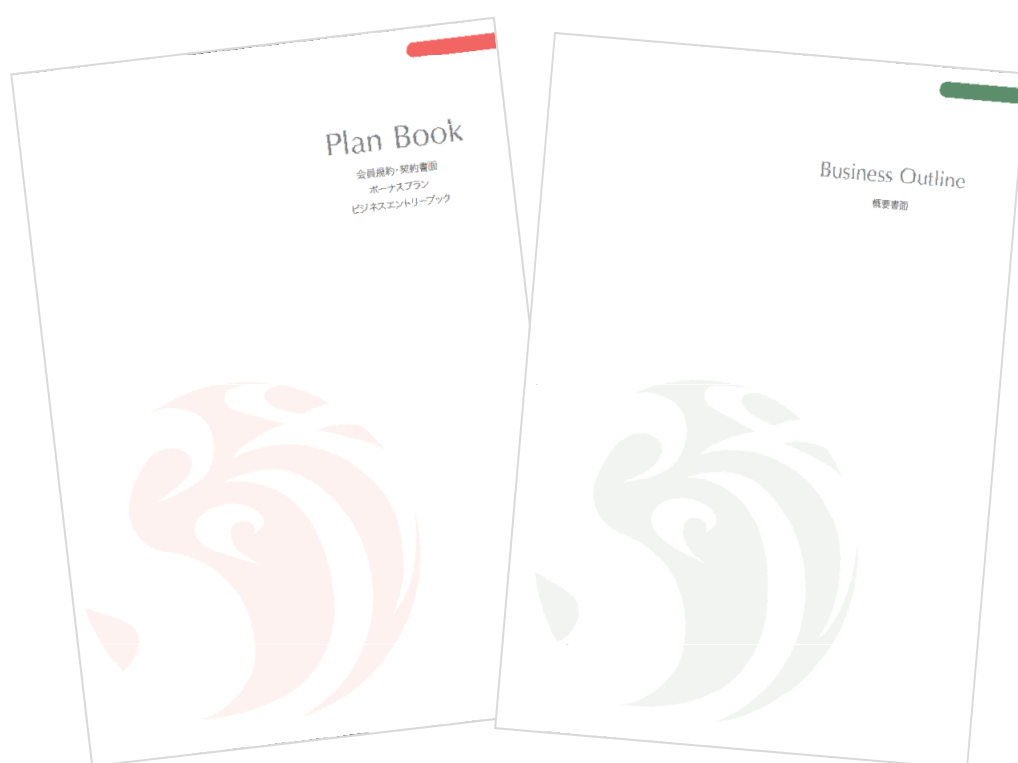 Plan Book
会員規約・契約書面
ボーナスプラン
ビジネスエントリーブック
Business Outline
概要書面